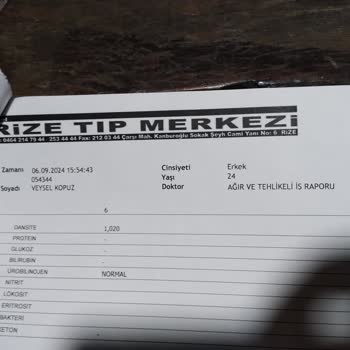 RİZE TIP MERKEZİ
0464 214 79 44 253 44 44 Fax: 212 03 44 Çarşı Mah. Kanburoğlu Sokak Şeyh Cami Yanı No: 6 RİZE
Zamanı 06.09.2024 15:54:43 Cinsiyeti Erkek
054344 Yaşı 24
Soyadı VEYSEL KOPUZ Doktor AĞIR VE TEHLİKELİ İŞ RAPORU
6
DANSITE 1,020
PROTEIN -
GLUKOZ -
BILIRUBIN -
ÜROBILINOJEN NORMAL
NITRIT
LÖKOSIT
ERITROSIT
BAKTERI
KETON